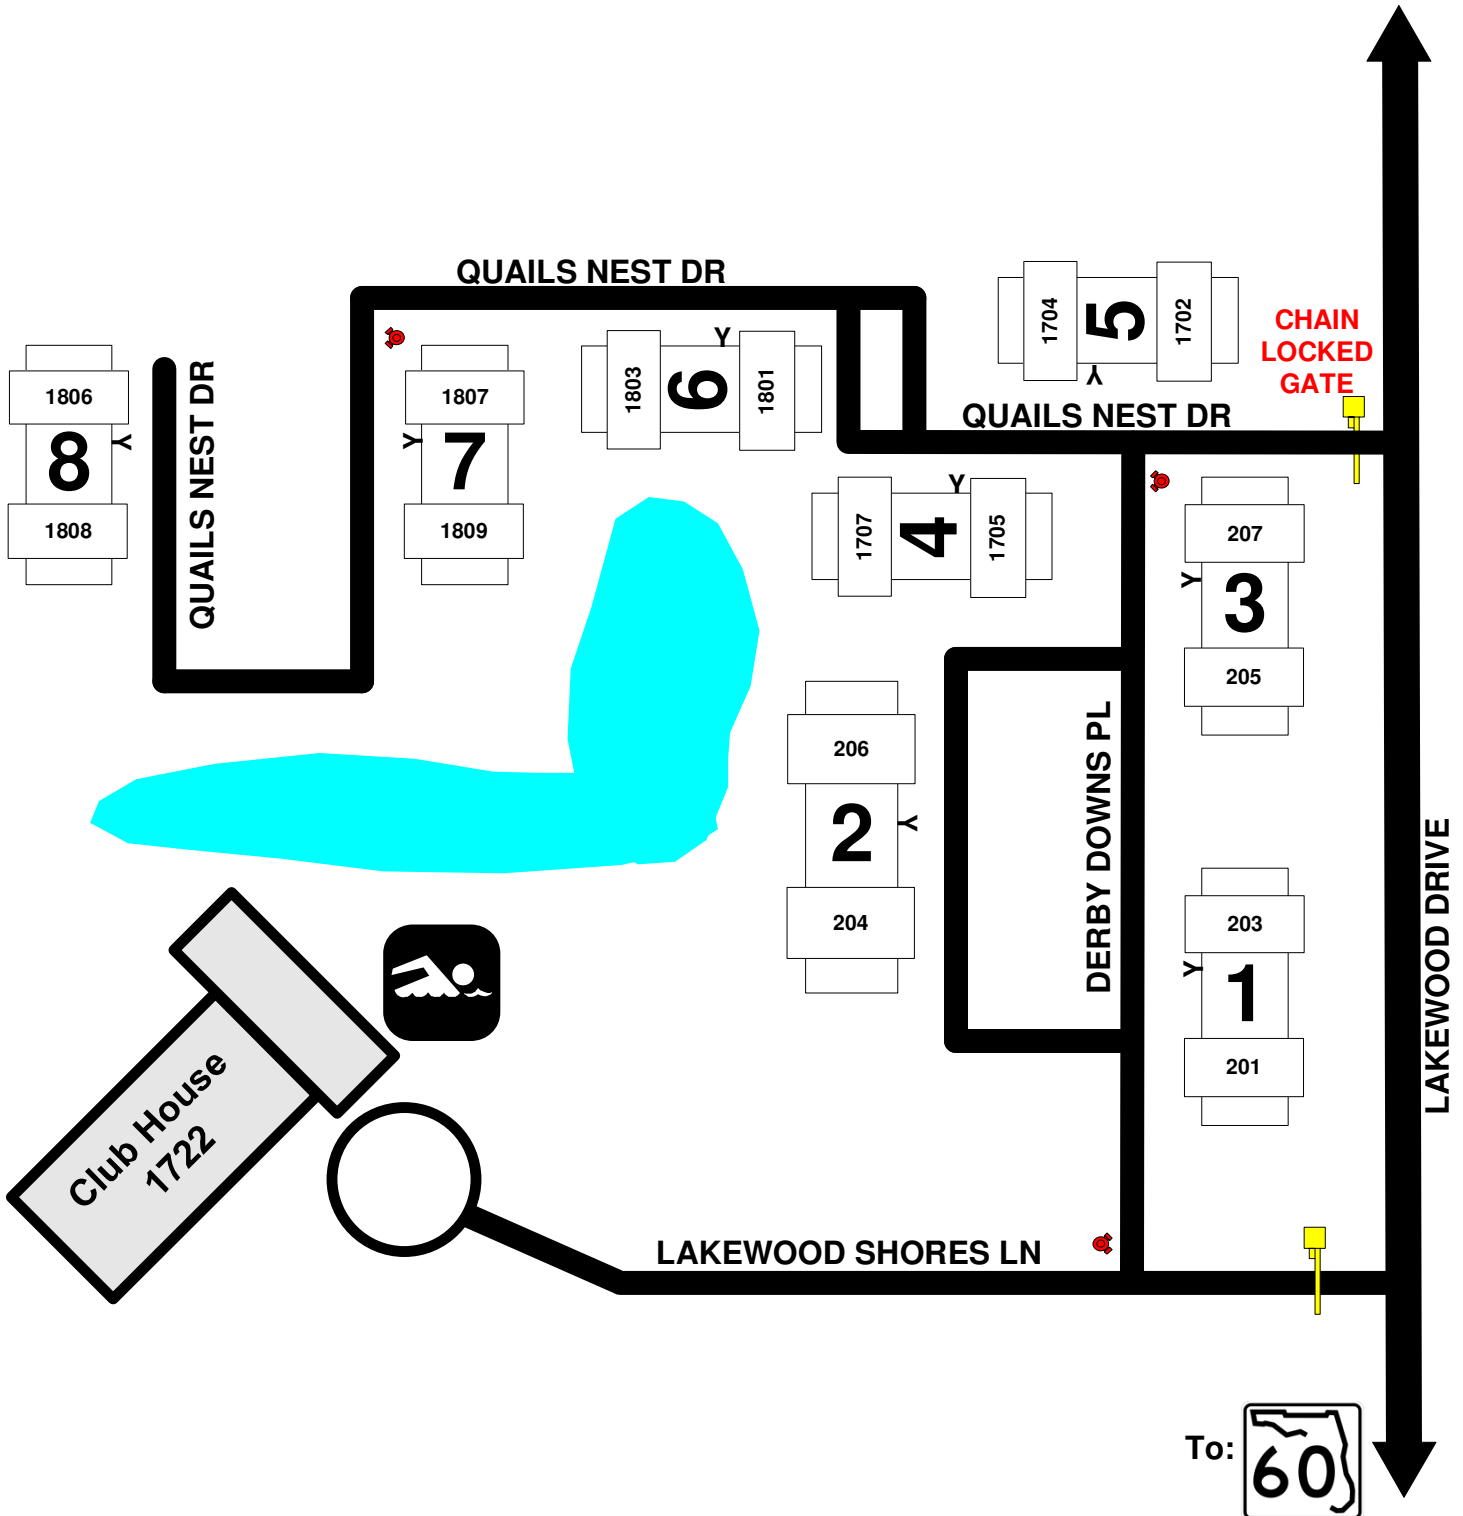 QUAILS NEST DR
1704
5
1702
CHAIN
LOCKED
GATE
QUAILS NEST DR
1806
Y
8
1808
QUAILS NEST DR
1807
Y
7
1809
1803
Y
6
1801
Y
1707
Y
4
1705
207
Y
3
205
206
2
Y
204
DERBY DOWNS PL
203
Y
1
201
LAKEWOOD DRIVE
Club House
1722
LAKEWOOD SHORES LN
To:
60